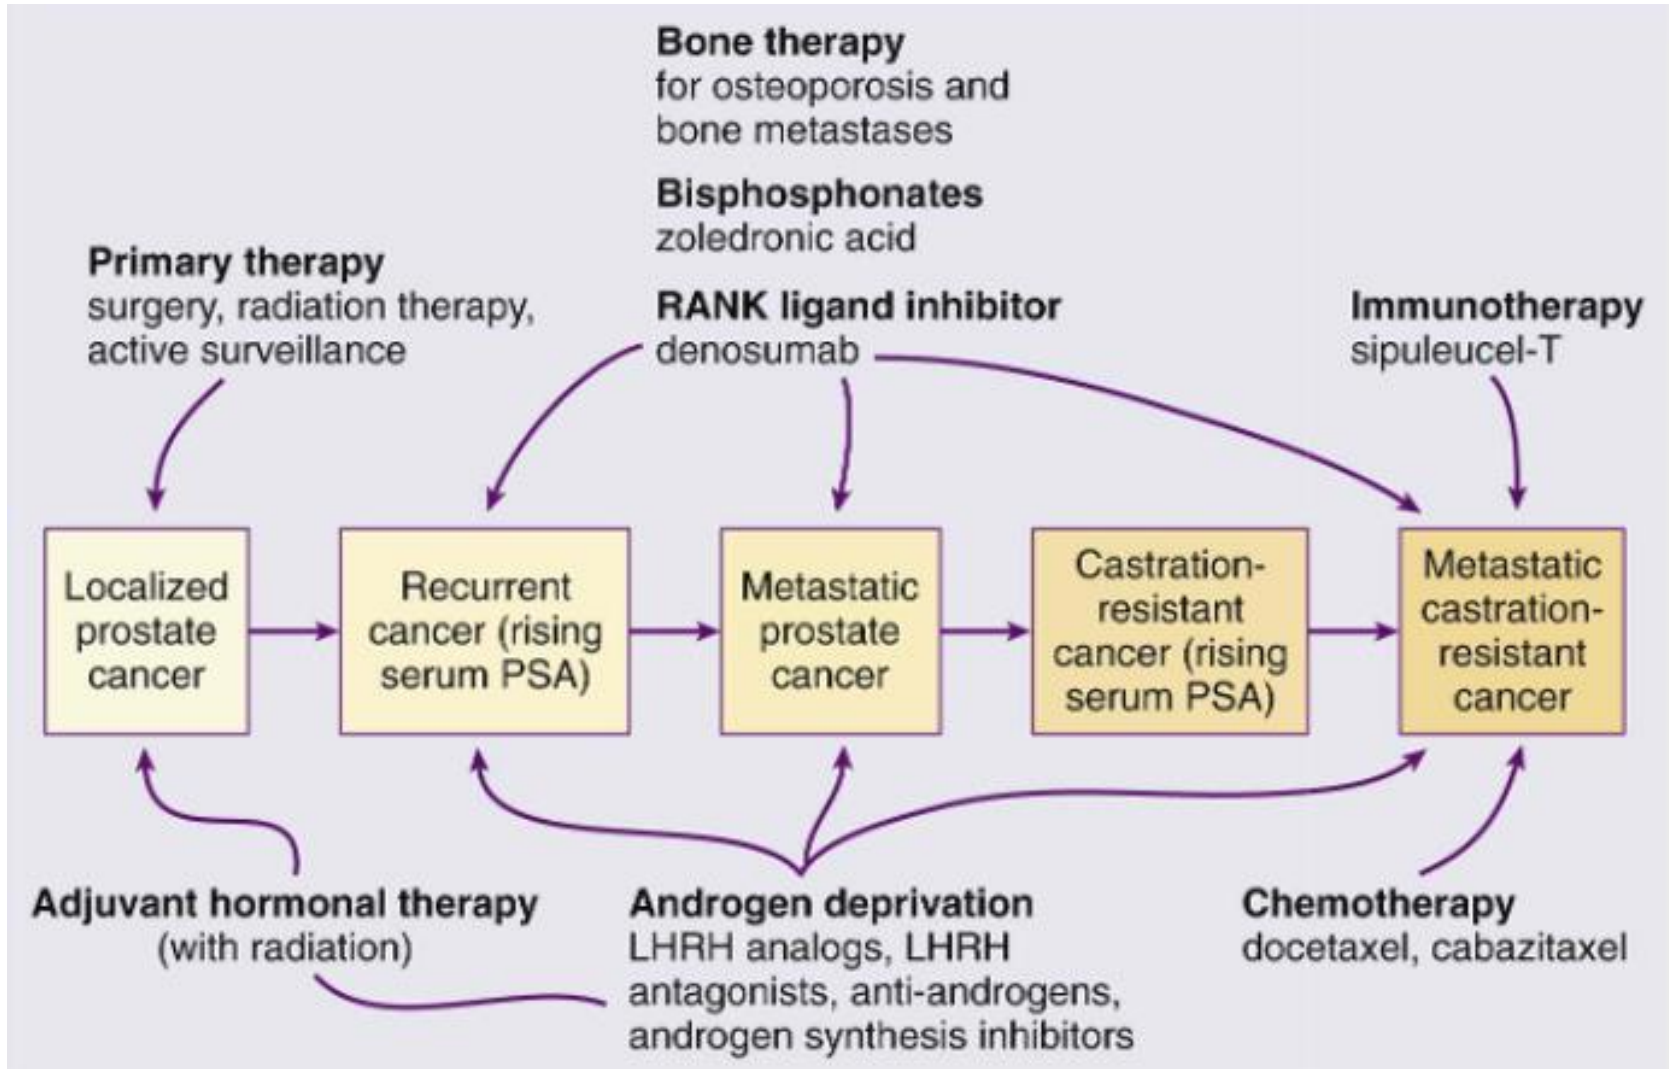 Bone therapy
for osteoporosis and
bone metastases
Bisphosphonates
zoledronic acid
RANK ligand inhibitor
denosumab
Primary therapy
surgery, radiation therapy,
active surveillance
Immunotherapy
sipuleucel-T
Localized
prostate
cancer
Recurrent
cancer (rising
serum PSA)
Metastatic
prostate
cancer
Castration-
resistant
cancer (rising
serum PSA)
Metastatic
castration-
resistant
cancer
Adjuvant hormonal therapy
(with radiation)
Androgen deprivation
LHRH analogs, LHRH
antagonists, anti-androgens,
androgen synthesis inhibitors
Chemotherapy
docetaxel, cabazitaxel